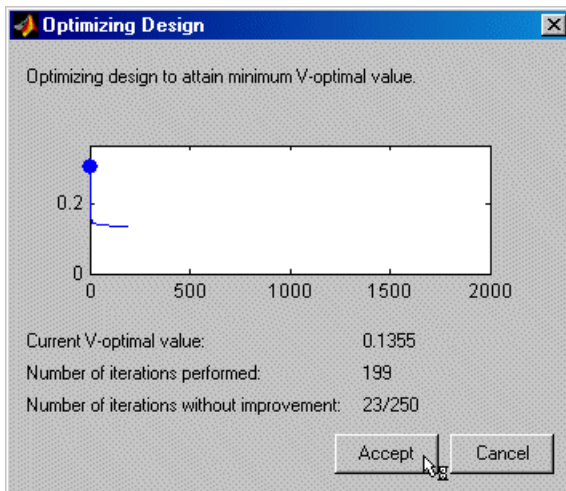 Optimizing Design
Optimizing design to attain minimum V-optimal value.
0.2
0
0 500 1000 1500 2000
Current V-optimal value: 0.1355
Number of iterations performed: 199
Number of iterations without improvement: 23/250
Accept Cancel